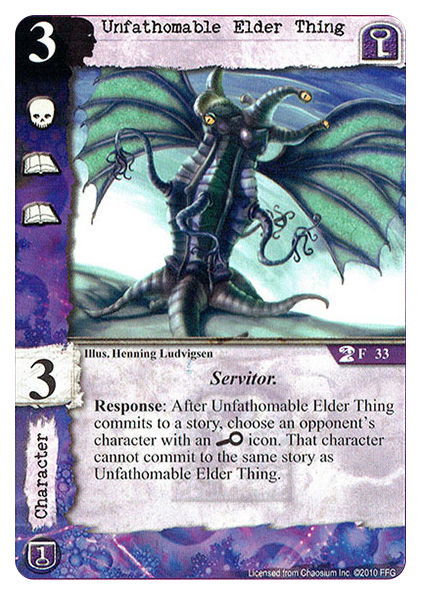 3
Unfathomable Elder Thing
Illus. Henning Ludvigsen
F 33
3
Servitor.
Response: After Unfathomable Elder Thing
commits to a story, choose an opponent's
character with an icon. That character
cannot commit to the same story as
Unfathomable Elder Thing.
Character
1
Licensed from Chaosium Inc. ©2010 FFG